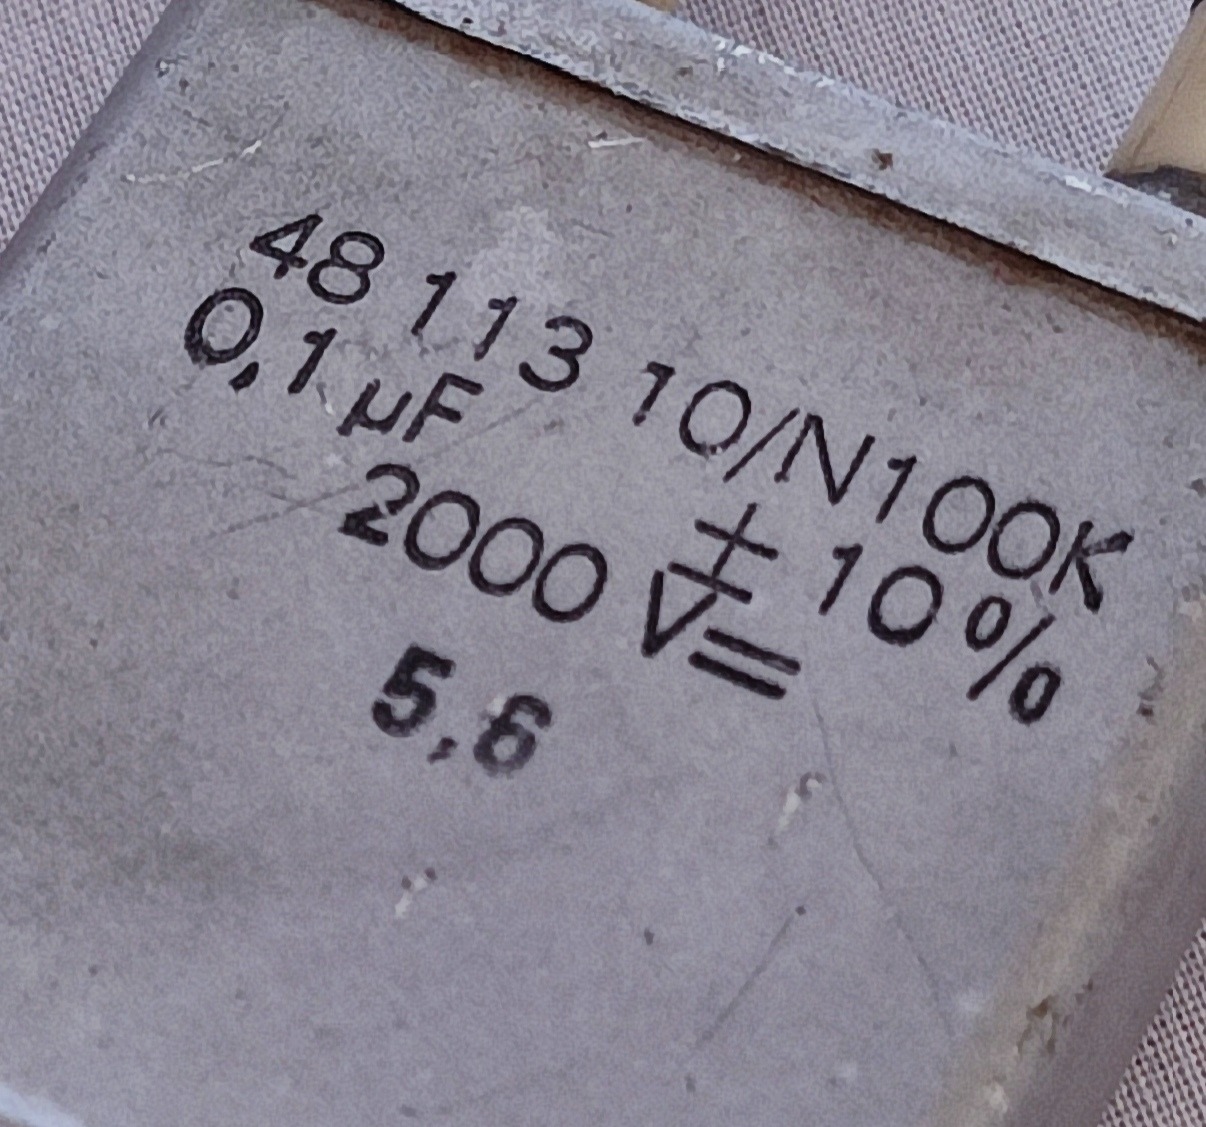 48 113 10/N100K
0,1 µF ± 10%
2000 V=
5,6